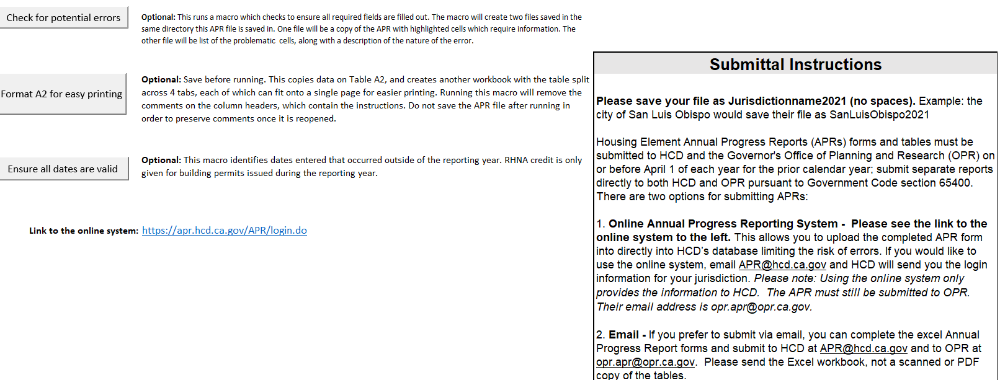 Check for potential errors
Optional: This runs a macro which checks to ensure all required fields are filled out. The macro will create two files saved in the
same directory this APR file is saved in. One file will be a copy of the APR with highlighted cells which require information. The
other file will be list of the problematic cells, along with a description of the nature of the error.
Format A2 for easy printing
Optional: Save before running. This copies data on Table A2, and creates another workbook with the table split
across 4 tabs, each of which can fit onto a single page for easier printing. Running this macro will remove the
comments on the column headers, which contain the instructions. Do not save the APR file after running in
order to preserve comments once it is reopened.
Ensure all dates are valid
Optional: This macro identifies dates entered that occurred outside of the reporting year. RHNA credit is only
given for building permits issued during the reporting year.
Link to the online system: https://apr.hcd.ca.gov/APR/login.do
Submittal Instructions
Please save your file as Jurisdictionname2021 (no spaces). Example: the
city of San Luis Obispo would save their file as SanLuisObispo2021
Housing Element Annual Progress Reports (APRs) forms and tables must be
submitted to HCD and the Governor's Office of Planning and Research (OPR) on
or before April 1 of each year for the prior calendar year; submit separate reports
directly to both HCD and OPR pursuant to Government Code section 65400.
There are two options for submitting APRs:
1. Online Annual Progress Reporting System - Please see the link to the
online system to the left. This allows you to upload the completed APR form
into directly into HCD’s database limiting the risk of errors. If you would like to
use the online system, email APR@hcd.ca.gov and HCD will send you the login
information for your jurisdiction. Please note: Using the online system only
provides the information to HCD. The APR must still be submitted to OPR.
Their email address is opr.apr@opr.ca.gov.
2. Email - If you prefer to submit via email, you can complete the excel Annual
Progress Report forms and submit to HCD at APR@hcd.ca.gov and to OPR at
opr.apr@opr.ca.gov. Please send the Excel workbook, not a scanned or PDF
copy of the tables.